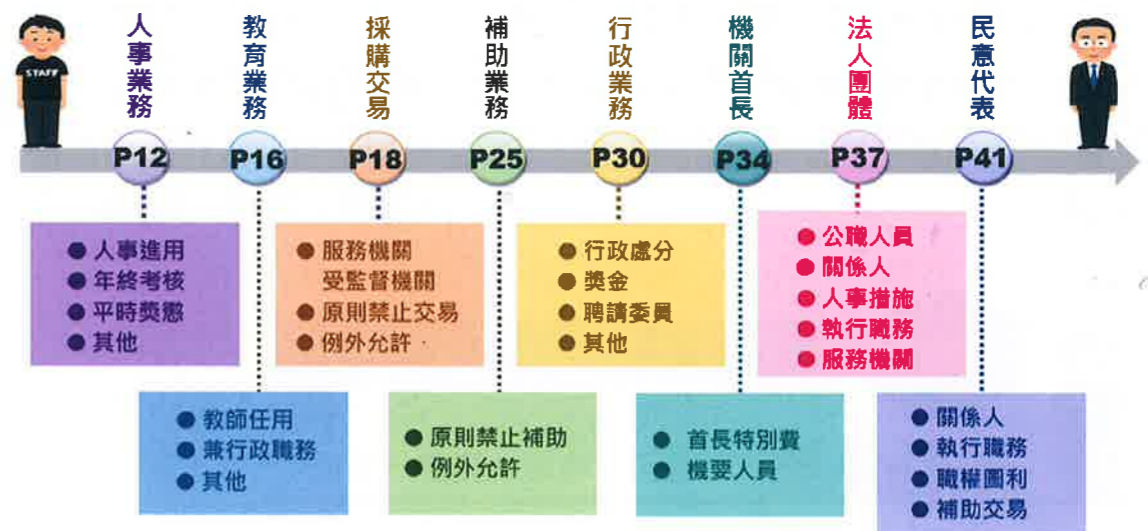 人事業務
教育業務
採購交易
補助業務
行政業務
機關首長
法人團體
民意代表
STAFF
P12
P16
P18
P25
P30
P34
P37
P41
● 人事進用
● 年終考核
● 平時獎懲
● 其他
● 服務機關
受監督機關
● 原則禁止交易
● 例外允許
● 行政處分
● 獎金
● 聘請委員
● 其他
● 公職人員
● 關係人
● 人事措施
● 執行職務
● 服務機關
● 教師任用
● 兼行政職務
● 其他
● 原則禁止補助
● 例外允許
● 首長特別費
● 機要人員
● 關係人
● 執行職務
● 職權圖利
● 補助交易